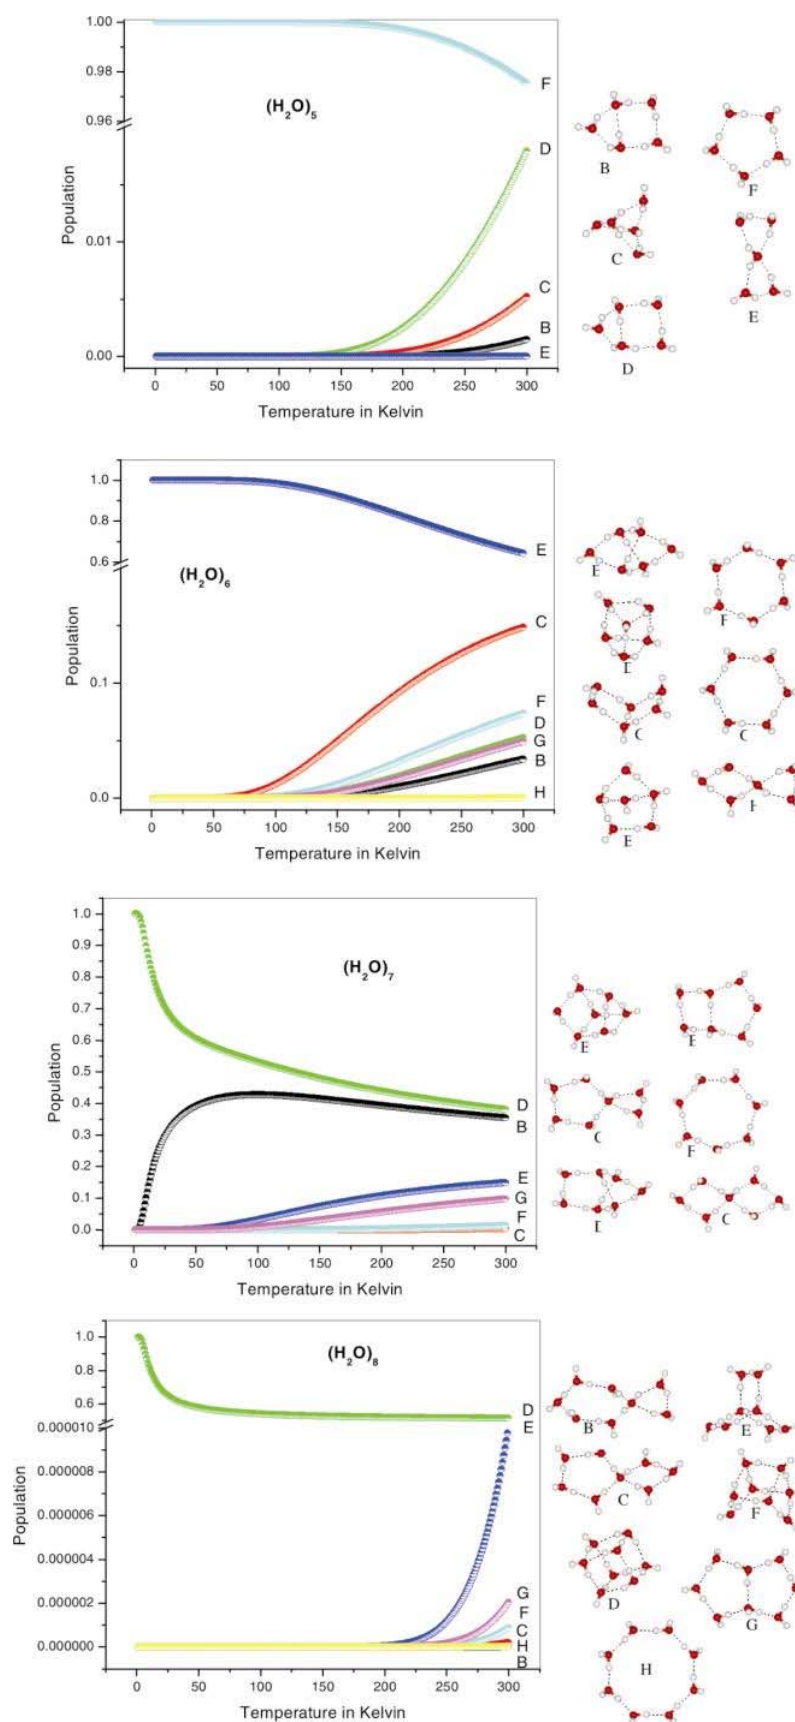 1.00
0.98
0.96
0.01
0.00
Population
(H2O)5
F
D
C
B
E
0 50 100 150 200 250 300
Temperature in Kelvin
B
F
C
E
D
1.0
0.8
0.6
0.1
0.0
Population
(H2O)6
E
C
F
D
G
B
H
0 50 100 150 200 250 300
Temperature in Kelvin
1.0
0.9
0.8
0.7
0.6
0.5
0.4
0.3
0.2
0.1
0.0
Population
(H2O)7
D
B
E
G
F
C
0 50 100 150 200 250 300
Temperature in Kelvin
1.0
0.8
0.6
0.000010
0.000008
0.000006
0.000004
0.000002
0.000000
Population
(H2O)8
D
E
G
F
C
H
B
0 50 100 150 200 250 300
Temperature in Kelvin
B
E
C
F
D
G
H